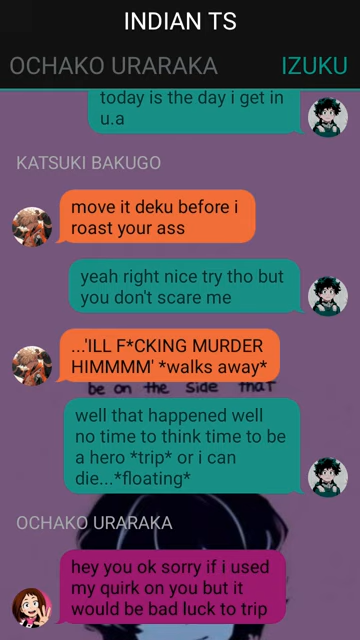 INDIAN TS
OCHAKO URARAKA IZUKU
today is the day i get in
u.a
KATSUKI BAKUGO
move it deku before i
roast your ass
yeah right nice try tho but
you don't scare me
...'ILL F*CKING MURDER
HIMMMM' *walks away*
be on the side that
well that happened well
no time to think time to be
a hero *trip* or i can
die...*floating*
OCHAKO URARAKA
hey you ok sorry if i used
my quirk on you but it
would be bad luck to trip